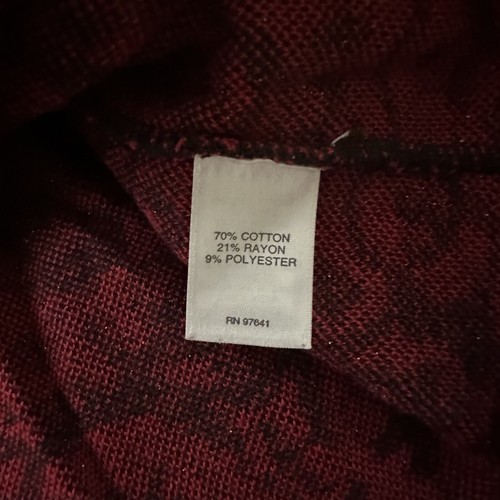 70% COTTON
21% RAYON
9% POLYESTER
RN 97641